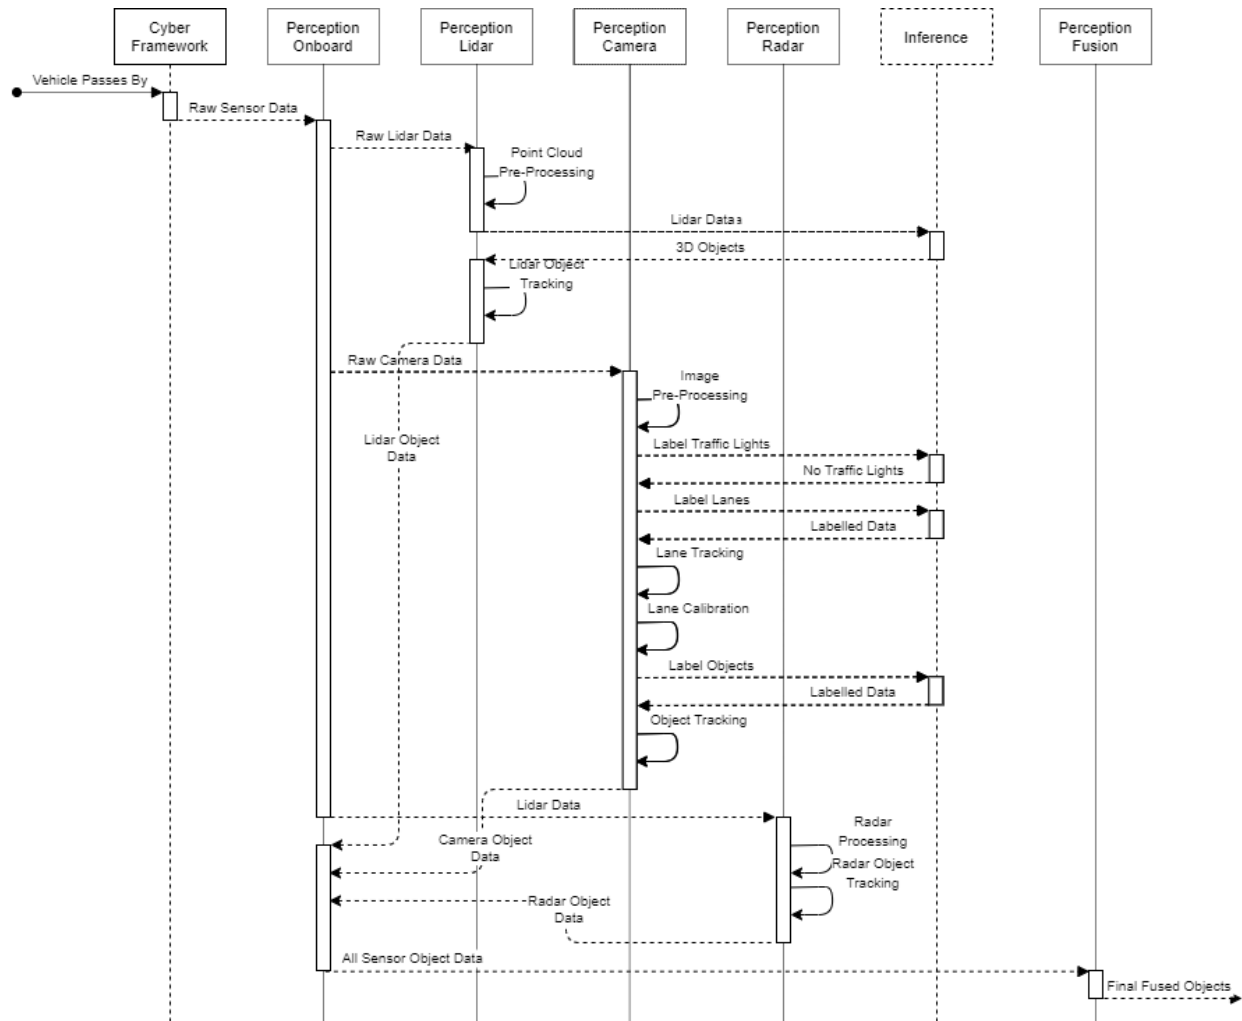 Cyber
Framework
Perception
Onboard
Perception
Lidar
Perception
Camera
Perception
Radar
Inference
Perception
Fusion
Vehicle Passes By
Raw Sensor Data
Raw Lidar Data
Point Cloud
Pre-Processing
Lidar Data
3D Objects
Lidar Object
Tracking
Raw Camera Data
Image
Pre-Processing
Lidar Object
Data
Label Traffic Lights
No Traffic Lights
Label Lanes
Labelled Data
Lane Tracking
Lane Calibration
Label Objects
Labelled Data
Object Tracking
Lidar Data
Radar
Processing
Camera Object
Data
Radar Object
Tracking
Radar Object
Data
All Sensor Object Data
Final Fused Objects